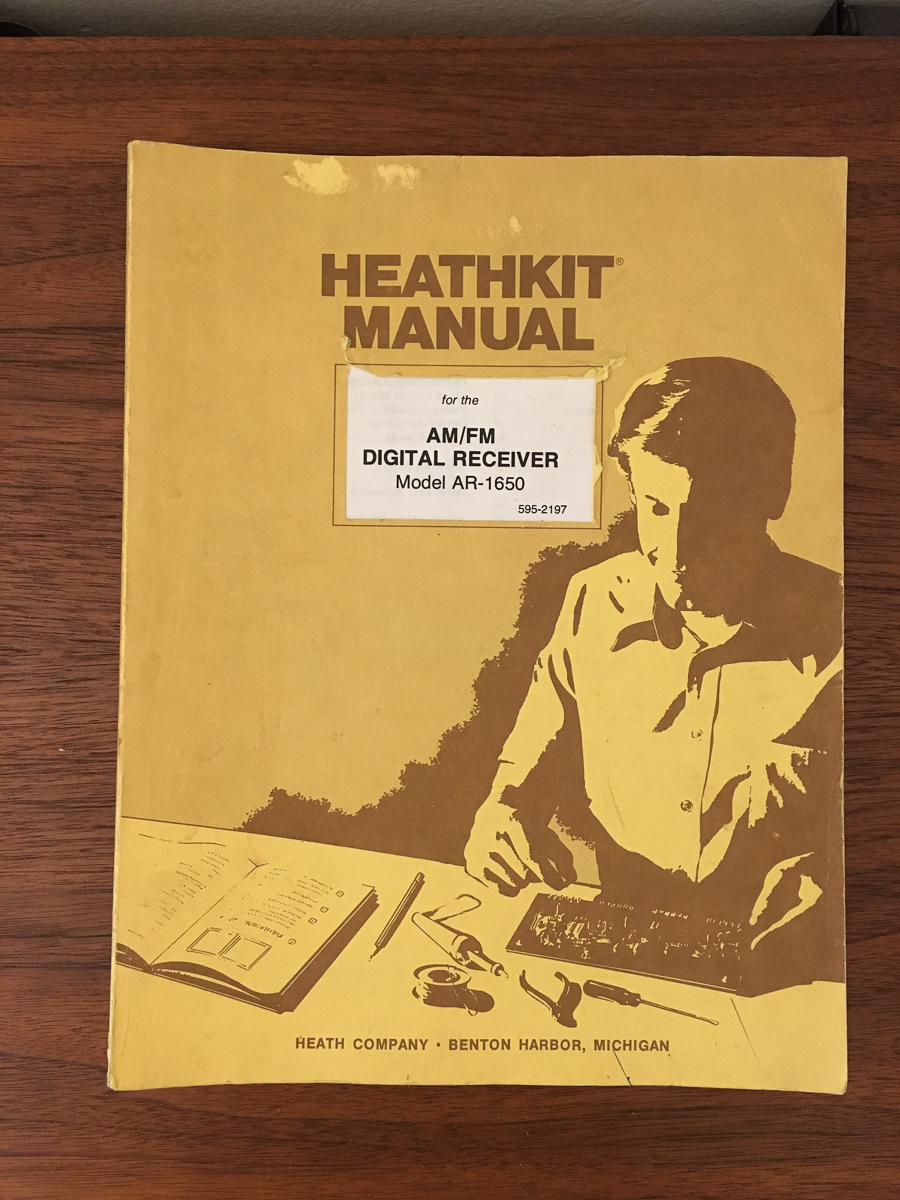 HEATHKIT®
MANUAL
for the
AM/FM
DIGITAL RECEIVER
Model AR-1650
595-2197
HEATH COMPANY • BENTON HARBOR, MICHIGAN